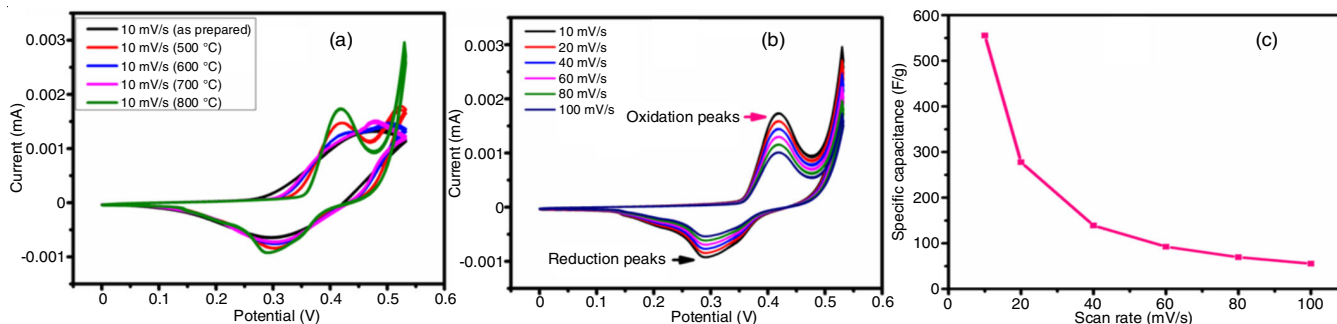 (a)
10 mV/s (as prepared)
10 mV/s (500 °C)
10 mV/s (600 °C)
10 mV/s (700 °C)
10 mV/s (800 °C)
0.003
0.002
0.001
0
-0.001
Current (mA)
0 0.1 0.2 0.3 0.4 0.5 0.6
Potential (V)
(b)
10 mV/s
20 mV/s
40 mV/s
60 mV/s
80 mV/s
100 mV/s
Oxidation peaks
Reduction peaks
0.003
0.002
0.001
0
-0.001
Current (mA)
0 0.1 0.2 0.3 0.4 0.5 0.6
Potential (V)
(c)
600
500
400
300
200
100
0
Specific capacitance (F/g)
0 20 40 60 80 100
Scan rate (mV/s)